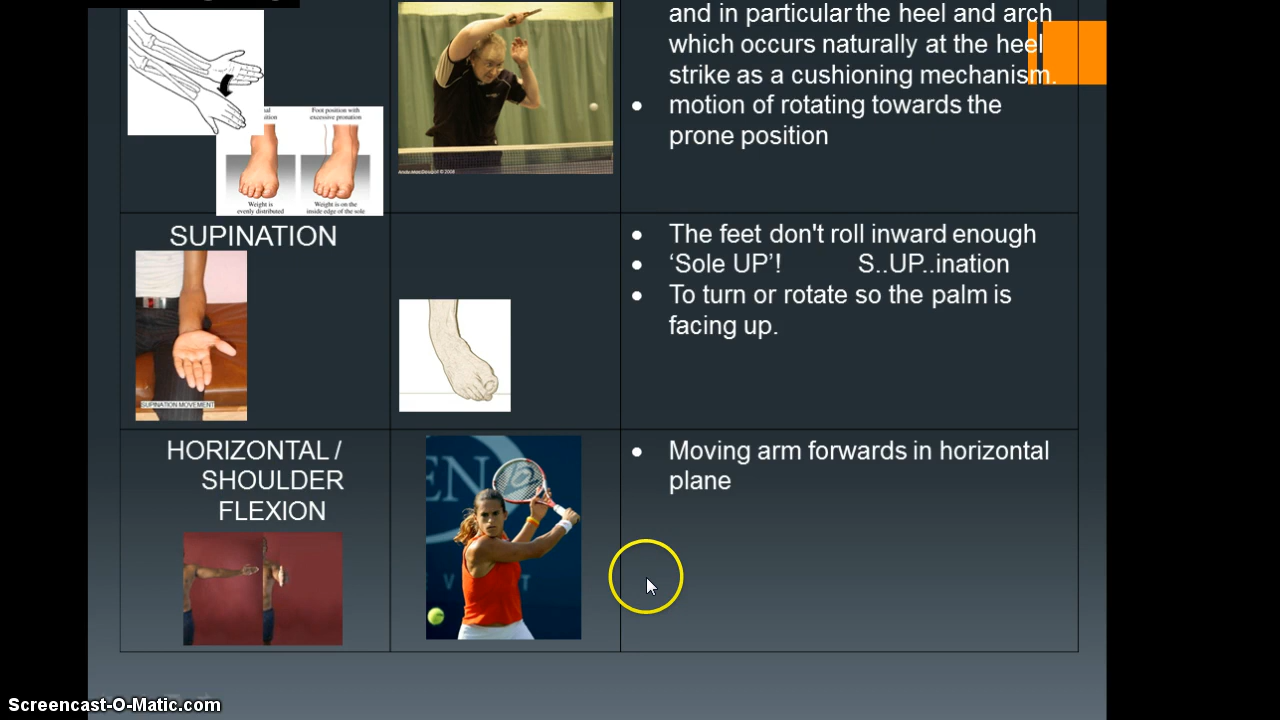 and in particular the heel and arch
which occurs naturally at the heel
strike as a cushioning mechanism.
motion of rotating towards the
prone position
Foot position with
excessive pronation
Weight is
evenly distributed
Weight is on the
inside edge of the sole
SUPINATION
SUPINATION MOVEMENT
The feet don't roll inward enough
‘Sole UP’! S..UP..ination
To turn or rotate so the palm is
facing up.
HORIZONTAL /
SHOULDER
FLEXION
EN
Moving arm forwards in horizontal
plane
Screencast-O-Matic.com